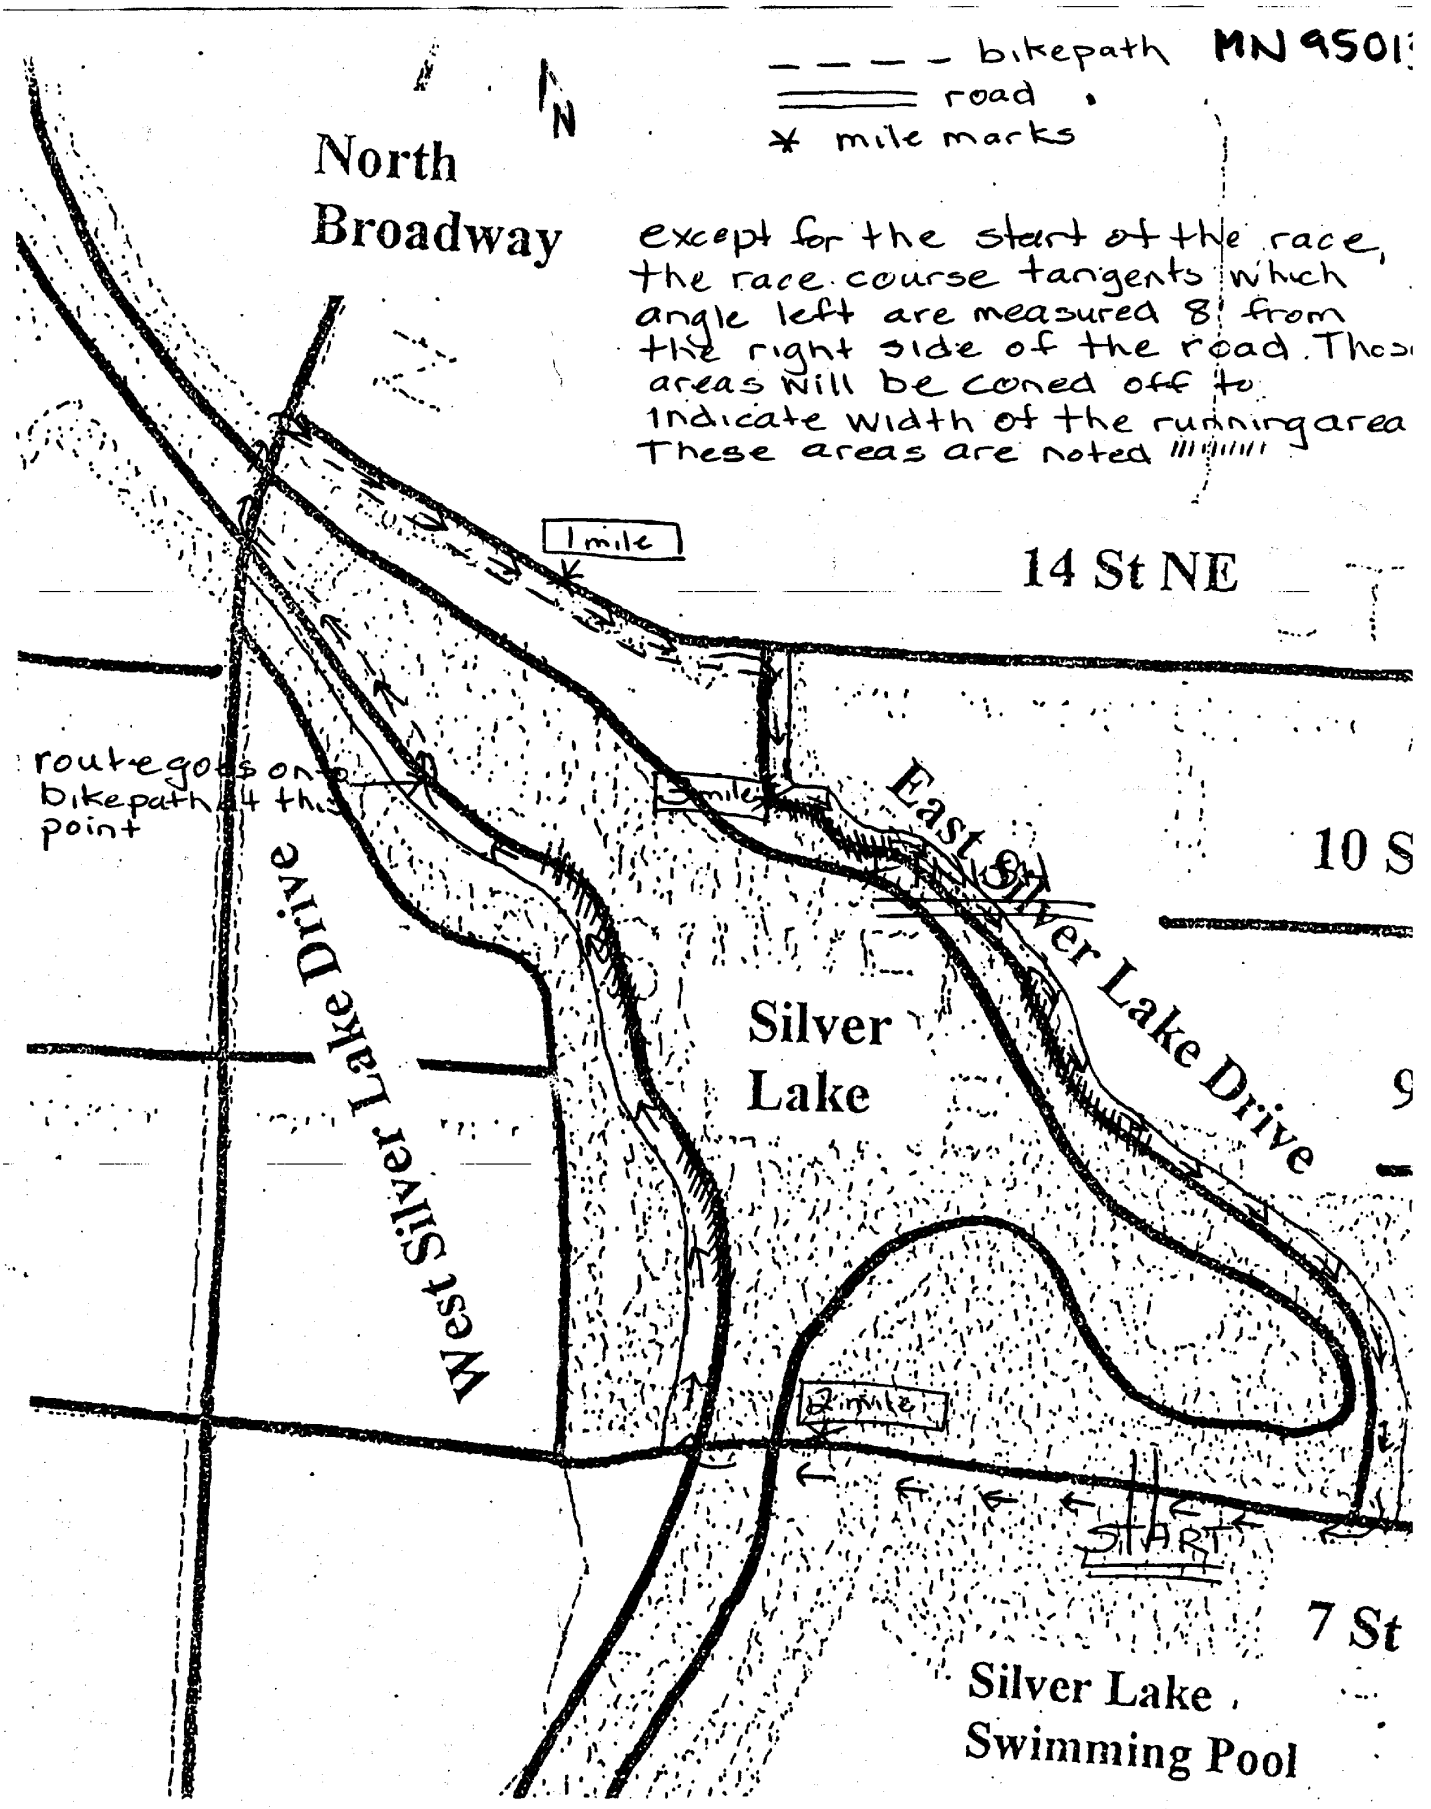 bikepath MN 9501
road
* mile marks
N
North
Broadway
except for the start of the race,
the race course tangents which
angle left are measured 8' from
the right side of the road. Thos
areas will be coned off to
indicate width of the running area
These areas are noted
1 mile
14 St NE
route goes onto
bikepath at this
point
3 mile
East Silver Lake Drive
10 S
West Silver Lake Drive
Silver
Lake
9
2 mile
START
7 St
Silver Lake
Swimming Pool